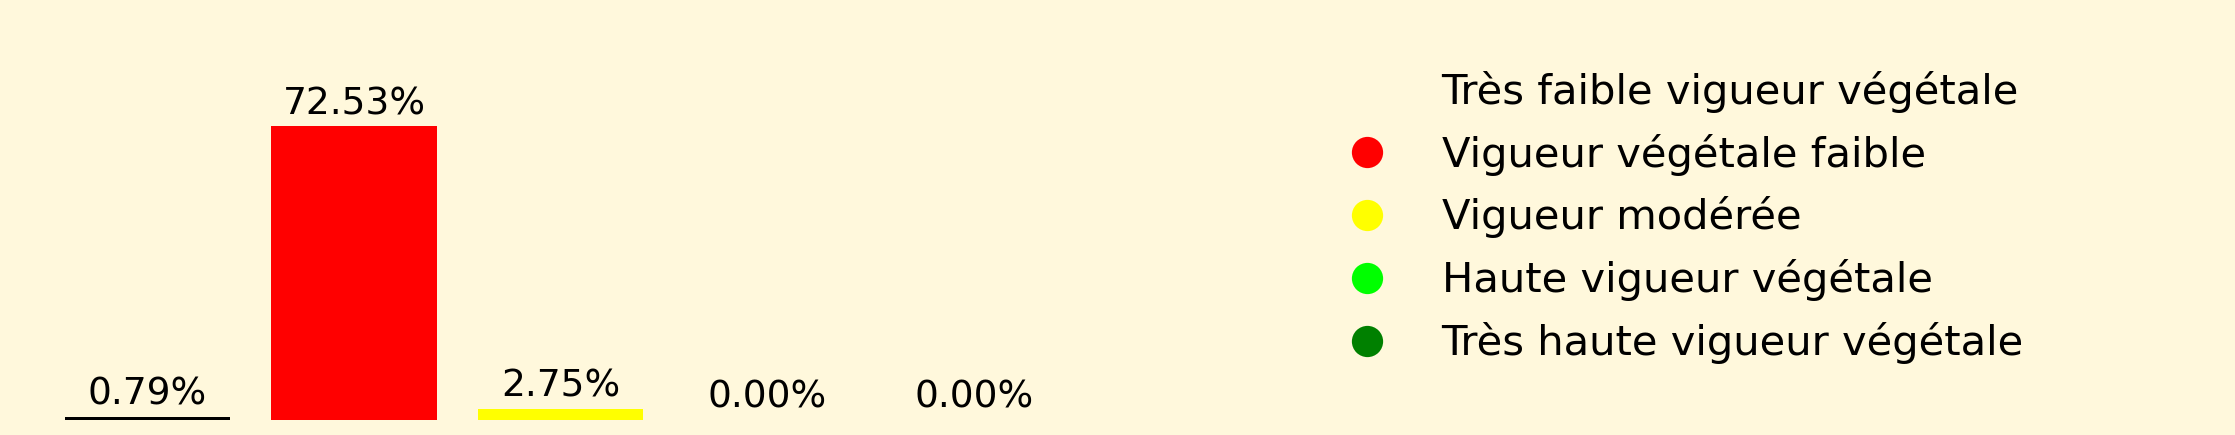 72.53%
0.79%
2.75%
0.00%
0.00%
Très faible vigueur végétale
Vigueur végétale faible
Vigueur modérée
Haute vigueur végétale
Très haute vigueur végétale